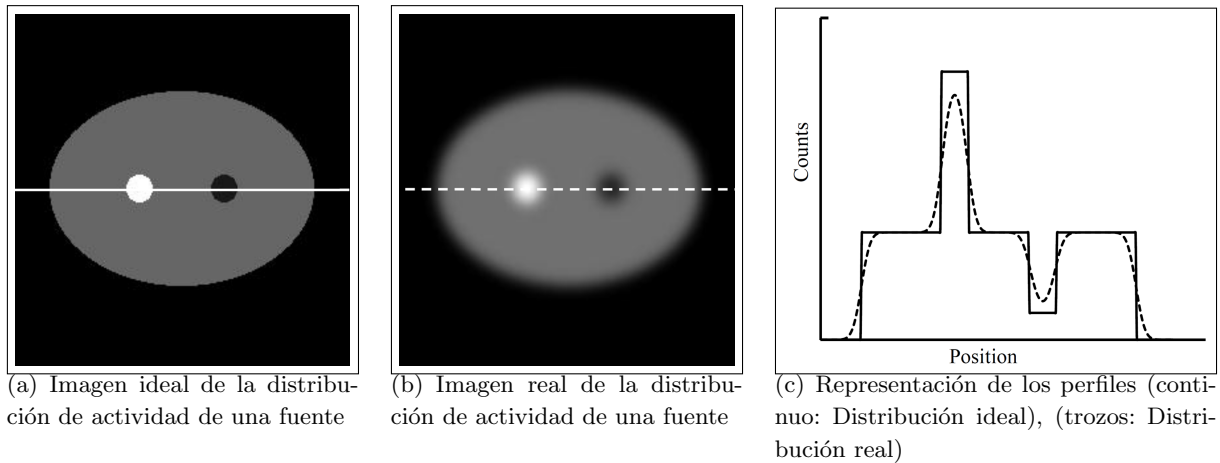 Counts
Position
(a) Imagen ideal de la distribu-
ción de actividad de una fuente
(b) Imagen real de la distribu-
ción de actividad de una fuente
(c) Representación de los perfiles (conti-
nuo: Distribución ideal), (trozos: Distri-
bución real)